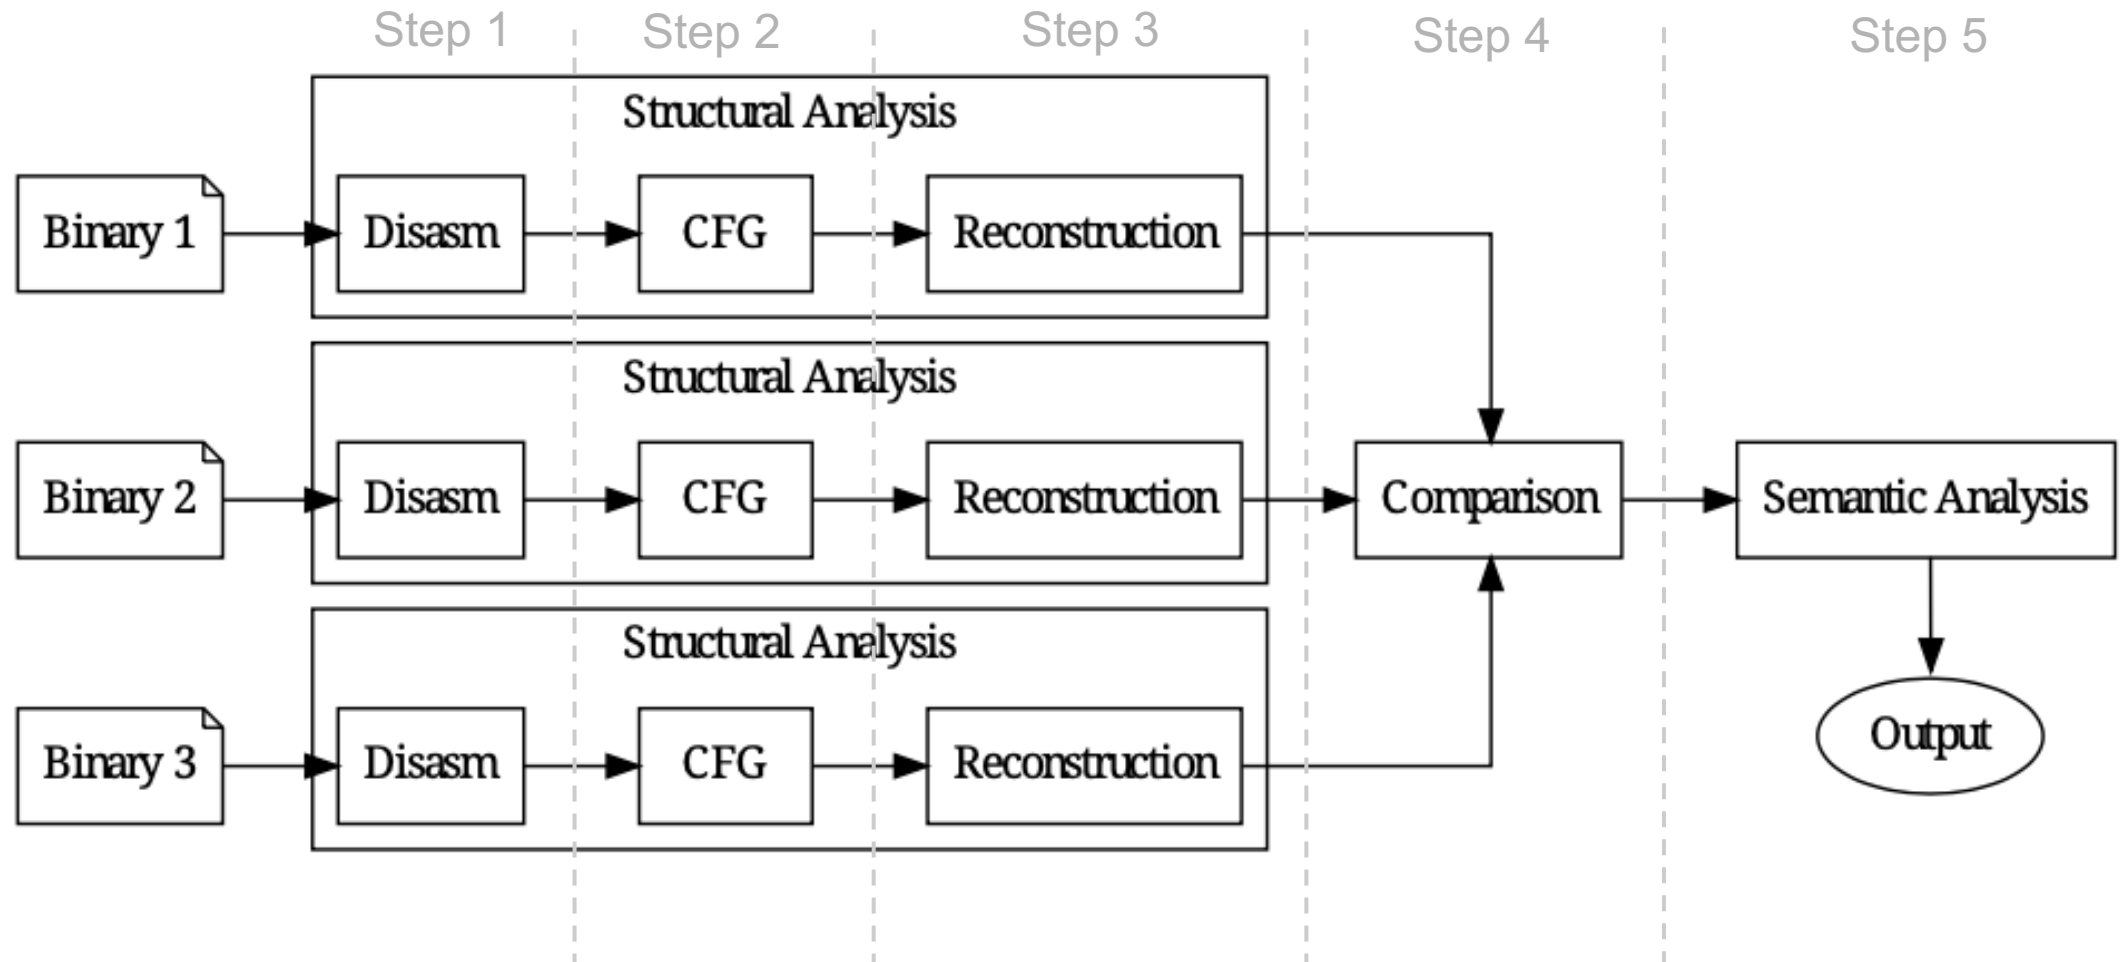 Step 1
Step 2
Step 3
Step 4
Step 5
Structural Analysis
Binary 1
Disasm
CFG
Reconstruction
Structural Analysis
Binary 2
Disasm
CFG
Reconstruction
Comparison
Semantic Analysis
Structural Analysis
Binary 3
Disasm
CFG
Reconstruction
Output